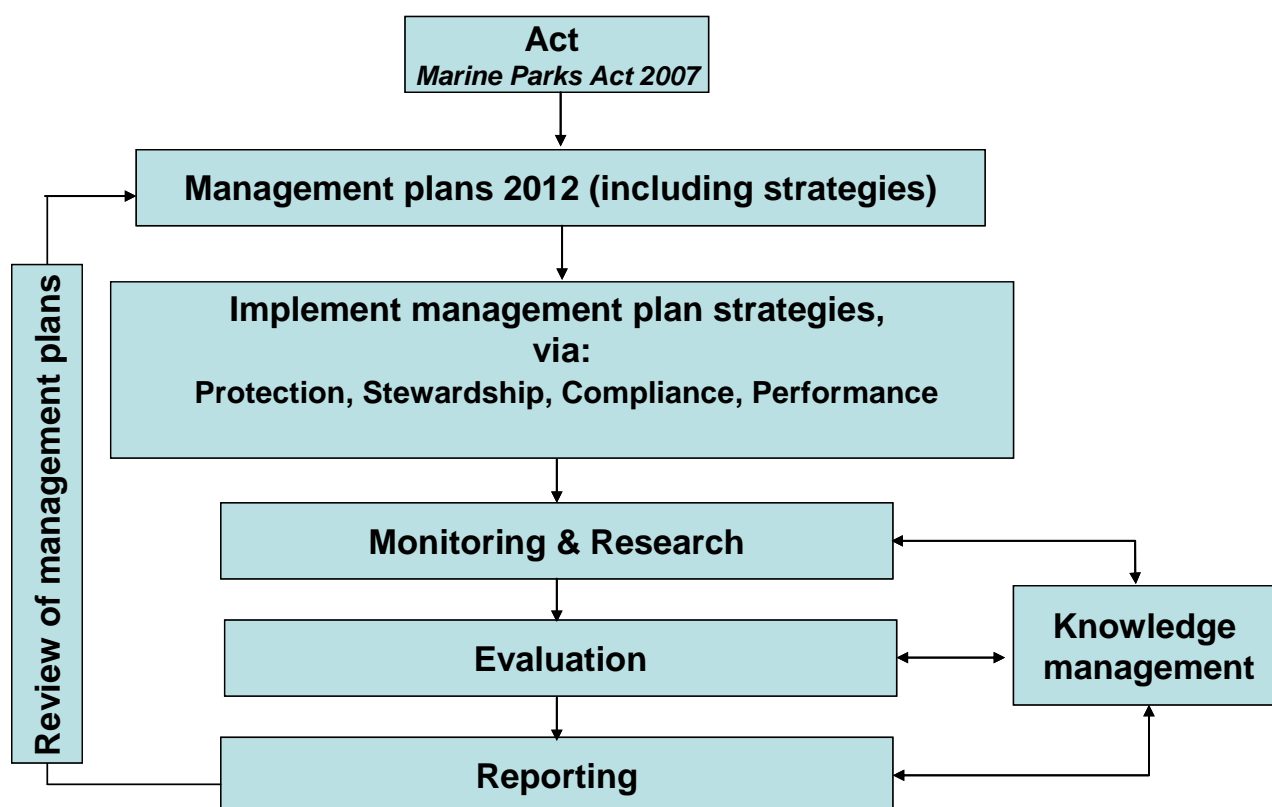 Act
Marine Parks Act 2007
Management plans 2012 (including strategies)
Implement management plan strategies,
via:
Protection, Stewardship, Compliance, Performance
Review of management plans
Monitoring & Research
Evaluation
Knowledge
management
Reporting